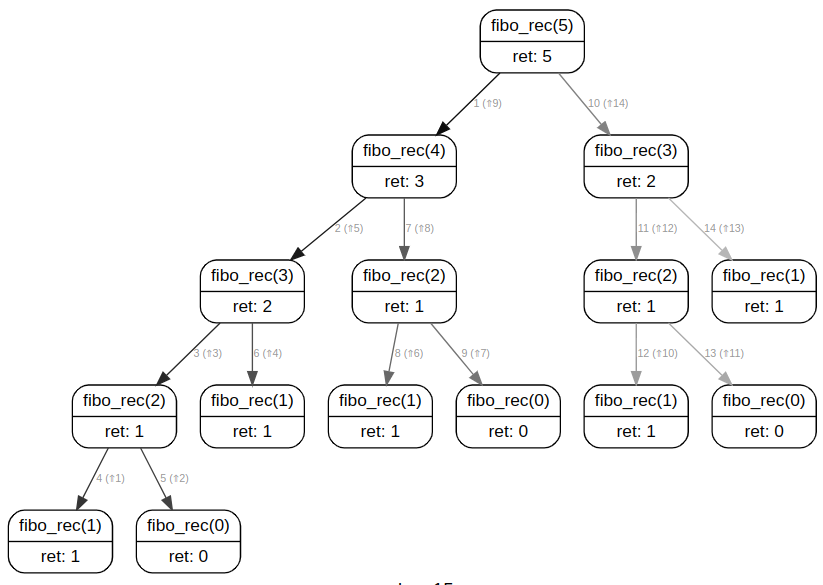 fibo_rec(5)
ret: 5
1 (⇑9)
10 (⇑14)
fibo_rec(4)
ret: 3
fibo_rec(3)
ret: 2
2 (⇑5)
7 (⇑8)
11 (⇑12)
14 (⇑13)
fibo_rec(3)
ret: 2
fibo_rec(2)
ret: 1
fibo_rec(2)
ret: 1
fibo_rec(1)
ret: 1
3 (⇑3)
6 (⇑4)
8 (⇑6)
9 (⇑7)
12 (⇑10)
13 (⇑11)
fibo_rec(2)
ret: 1
fibo_rec(1)
ret: 1
fibo_rec(1)
ret: 1
fibo_rec(0)
ret: 0
fibo_rec(1)
ret: 1
fibo_rec(0)
ret: 0
4 (⇑1)
5 (⇑2)
fibo_rec(1)
ret: 1
fibo_rec(0)
ret: 0